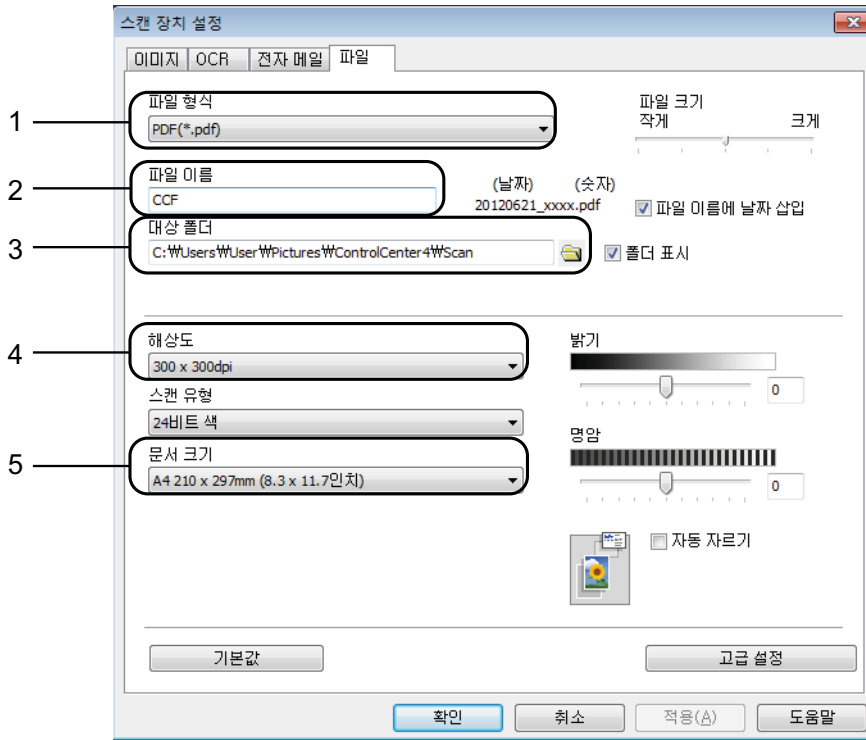 스캔 장치 설정
이미지 OCR 전자 메일 파일
1
파일 형식
PDF(*.pdf)
파일 크기
작게 크게
2
파일 이름
CCF
(날짜) (숫자)
20120621_xxxx.pdf
파일 이름에 날짜 삽입
3
대상 폴더
C:₩Users₩User₩Pictures₩ControlCenter4₩Scan
폴더 표시
4
해상도
300 x 300dpi
스캔 유형
24비트 색
5
문서 크기
A4 210 x 297mm (8.3 x 11.7인치)
밝기
0
명암
0
자동 자르기
기본값 고급 설정
확인 취소 적용(A) 도움말